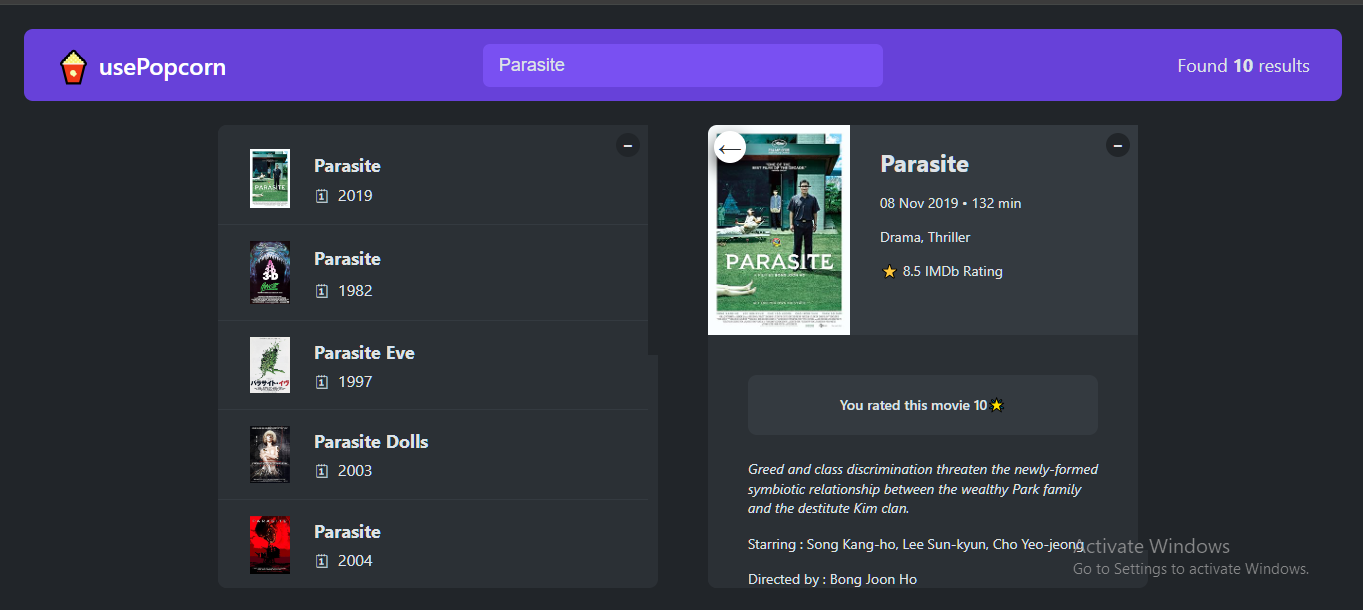 usePopcorn
Parasite
Found 10 results
Parasite
2019
Parasite
1982
Parasite Eve
1997
Parasite Dolls
2003
Parasite
2004
PARASITE
←
Parasite
08 Nov 2019 • 132 min
Drama, Thriller
8.5 IMDb Rating
You rated this movie 10
Greed and class discrimination threaten the newly-formed
symbiotic relationship between the wealthy Park family
and the destitute Kim clan.
Starring : Song Kang-ho, Lee Sun-kyun, Cho Yeo-jeong
Directed by : Bong Joon Ho
Activate Windows
Go to Settings to activate Windows.